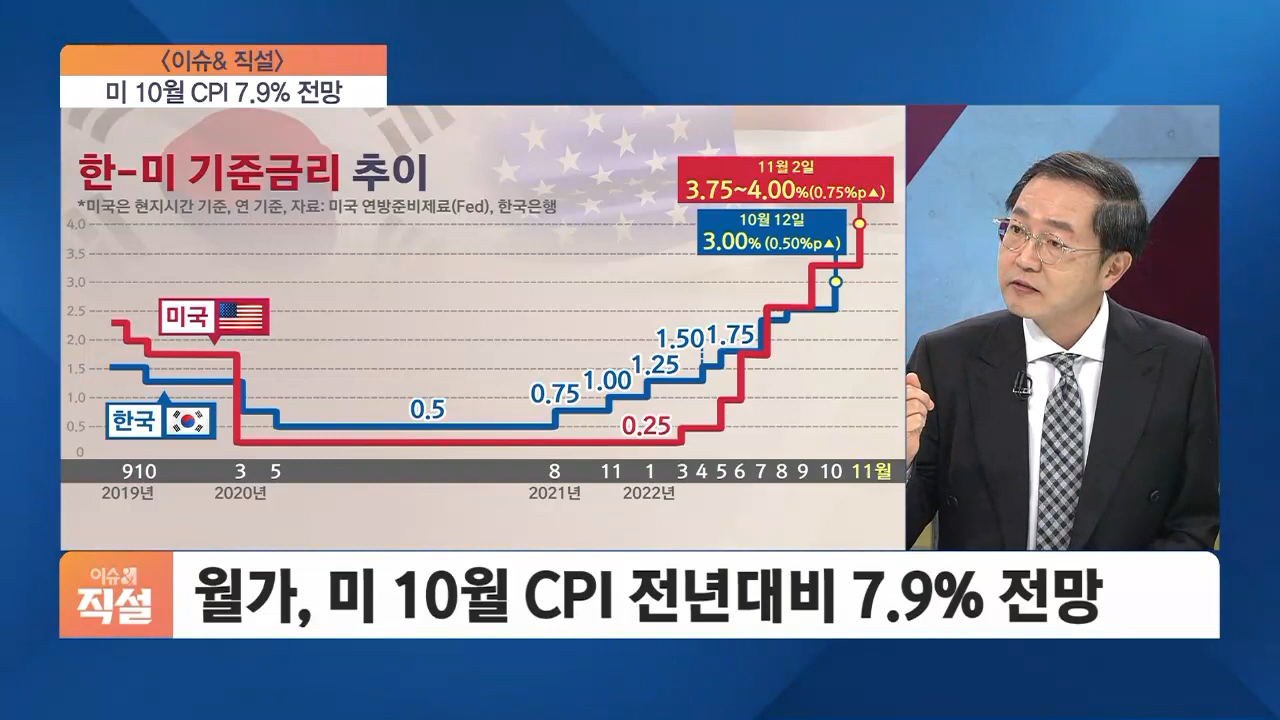 〈이슈& 직설〉
미 10월 CPI 7.9% 전망
한-미 기준금리 추이
*미국은 현지시간 기준, 연 기준, 자료: 미국 연방준비제료(Fed), 한국은행
11월 2일
3.75~4.00%(0.75%p▲)
10월 12일
3.00% (0.50%p▲)
4.0
3.5
3.0
2.5
2.0
1.5
1.0
0.5
0
미국
한국
0.5
0.75
1.00
1.25
1.50
1.75
0.25
910 3 5 8 11 1 3 4 5 6 7 8 9 10 11월
2019년 2020년 2021년 2022년
이슈&
직설
월가, 미 10월 CPI 전년대비 7.9% 전망